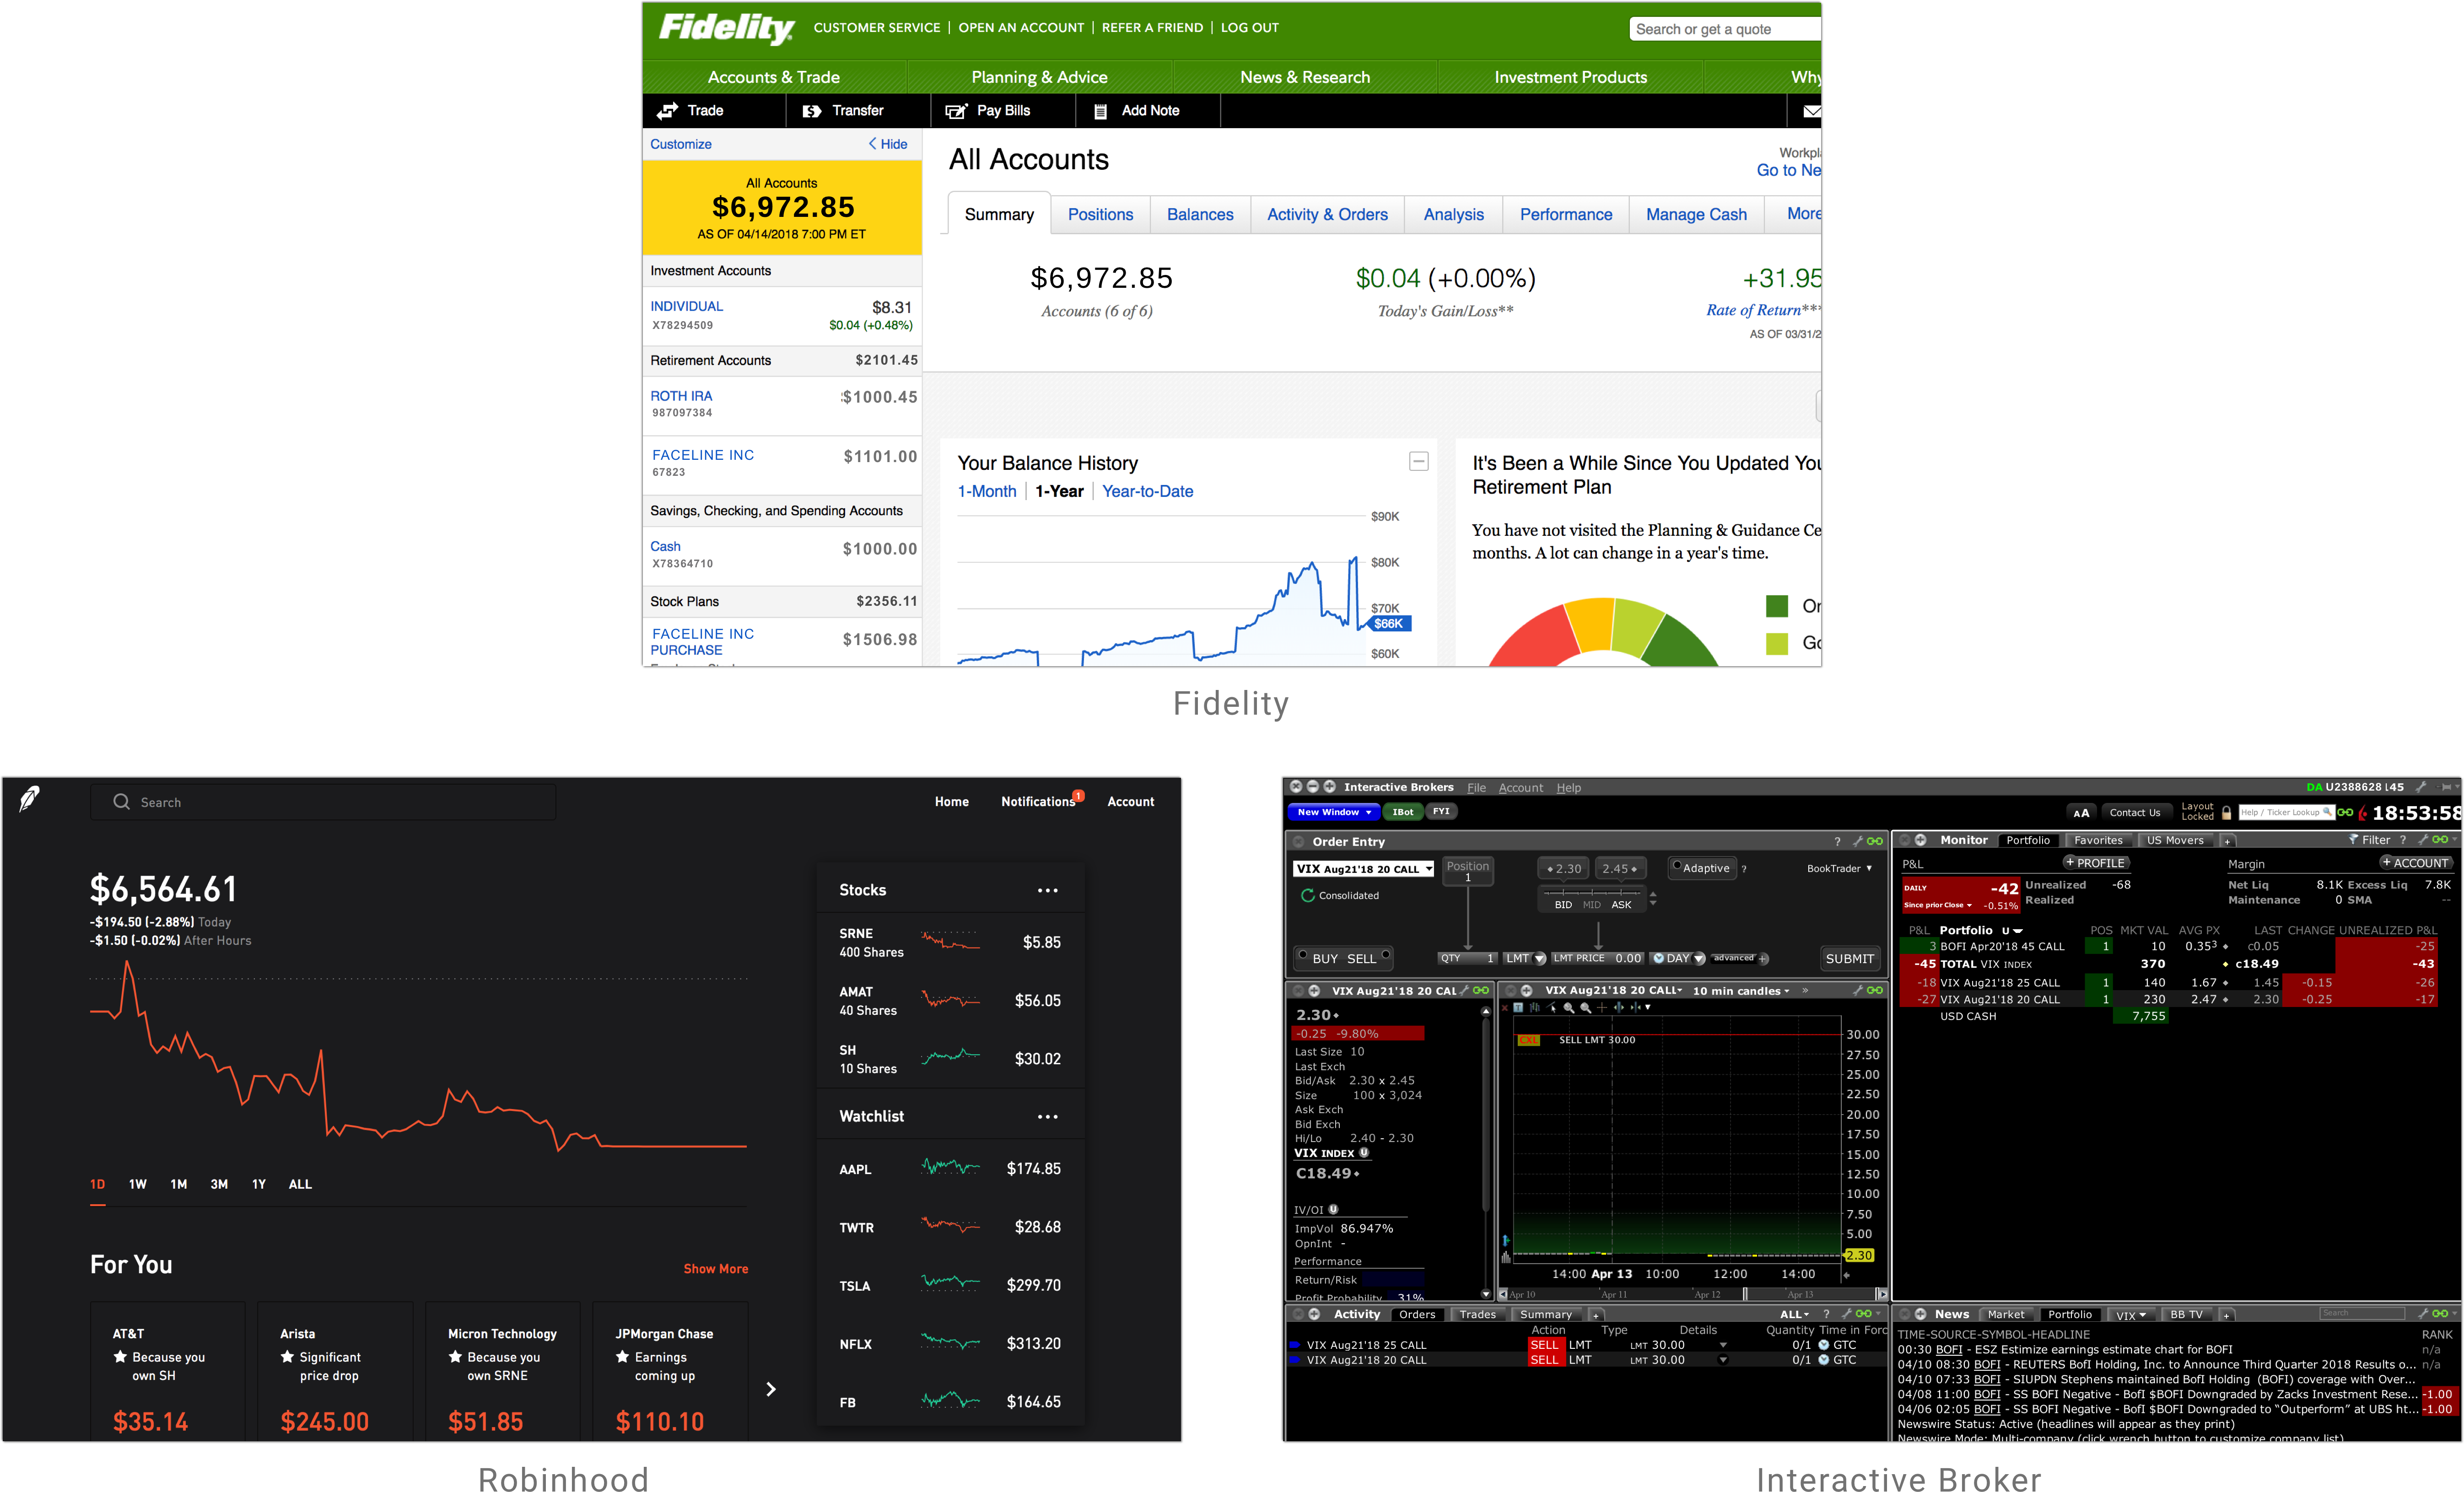 Fidelity
CUSTOMER SERVICE | OPEN AN ACCOUNT | REFER A FRIEND | LOG OUT
Search or get a quote
Accounts & Trade
Planning & Advice
News & Research
Investment Products
Why
Trade
Transfer
Pay Bills
Add Note
Customize
Hide
All Accounts
$6,972.85
AS OF 04/14/2018 7:00 PM ET
Investment Accounts
INDIVIDUAL $8.31
X78294509 $0.04 (+0.48%)
Retirement Accounts $2101.45
ROTH IRA $1000.45
987097384
FACELINE INC $1101.00
67823
Savings, Checking, and Spending Accounts
Cash $1000.00
X78364710
Stock Plans $2356.11
FACELINE INC $1506.98
PURCHASE
All Accounts
Go to Ne
Summary Positions Balances Activity & Orders Analysis Performance Manage Cash More
$6,972.85 $0.04 (+0.00%) +31.95
Accounts (6 of 6) Today's Gain/Loss** Rate of Return***
AS OF 03/31/2
Your Balance History
1-Month | 1-Year | Year-to-Date
$90K
$80K
$70K
$66K
$60K
It's Been a While Since You Updated You
Retirement Plan
You have not visited the Planning & Guidance Ce
months. A lot can change in a year's time.
Fidelity
Search
Home Notifications 1 Account
$6,564.61
-$194.50 (-2.88%) Today
-$1.50 (-0.02%) After Hours
1D 1W 1M 3M 1Y ALL
For You Show More
AT&T
Because you
own SH
$35.14
Arista
Significant
price drop
$245.00
Micron Technology
Because you
own SRNE
$51.85
JPMorgan Chase
Earnings
coming up
$110.10
Stocks
SRNE
400 Shares
$5.85
AMAT
40 Shares
$56.05
SH
10 Shares
$30.02
Watchlist
AAPL $174.85
TWTR $28.68
TSLA $299.70
NFLX $313.20
FB $164.65
Robinhood
Interactive Brokers File Account Help
DA U2388628
New Window IBot FYI
AA Contact Us Layout
Locked
Help / Ticker Lookup
18:53:58
Order Entry
VIX Aug21'18 20 CALL
Position
1
2.30 2.45
Adaptive ?
BookTrader
Consolidated
BID MID ASK
BUY SELL
QTY 1 LMT LMT PRICE 0.00 DAY advanced SUBMIT
VIX Aug21'18 20 CAL
2.30
-0.25 -9.80%
Last Size 10
Last Exch
Bid/Ask 2.30 x 2.45
Size 100 x 3,024
Ask Exch
Bid Exch
Hi/Lo 2.40 - 2.30
VIX INDEX U
C18.49
IV/OI U
ImpVol 86.947%
OpnInt -
Performance
Return/Risk
Profit Probability 31%
VIX Aug21'18 20 CALL 10 min candles »
CXL SELL LMT 30.00
30.00
27.50
25.00
22.50
20.00
17.50
15.00
12.50
10.00
7.50
5.00
2.30
14:00 Apr 13 10:00 12:00 14:00
Apr 10 Apr 11 Apr 12 Apr 13
Monitor Portfolio Favorites US Movers + Filter ?
P&L + PROFILE Margin + ACCOUNT
DAILY -42 Unrealized -68 Net Liq 8.1K Excess Liq 7.8K
Since prior Close -0.51% Realized Maintenance 0 SMA --
P&L Portfolio U POS MKT VAL AVG PX LAST CHANGE UNREALIZED P&L
3 BOFI Apr20'18 45 CALL 1 10 0.35³ c0.05 -25
-45 TOTAL VIX INDEX 370 c18.49 -43
-18 VIX Aug21'18 25 CALL 1 140 1.67 1.45 -0.15 -26
-27 VIX Aug21'18 20 CALL 1 230 2.47 2.30 -0.25 -17
USD CASH 7,755
Activity Orders Trades Summary + ALL ?
Action Type Details Quantity Time in Forc
VIX Aug21'18 25 CALL SELL LMT LMT 30.00 0/1 GTC
VIX Aug21'18 20 CALL SELL LMT LMT 30.00 0/1 GTC
News Market Portfolio VIX BB TV + Search
TIME-SOURCE-SYMBOL-HEADLINE RANK
00:30 BOFI - ESZ Estimize earnings estimate chart for BOFI n/a
04/10 08:30 BOFI - REUTERS BofI Holding, Inc. to Announce Third Quarter 2018 Results o... n/a
04/10 07:33 BOFI - SIUPDN Stephens maintained BofI Holding (BOFI) coverage with Over...
04/08 11:00 BOFI - SS BOFI Negative - BofI $BOFI Downgraded by Zacks Investment Rese... -1.00
04/06 02:05 BOFI - SS BOFI Negative - BofI $BOFI Downgraded to "Outperform" at UBS ht... -1.00
Newswire Status: Active (headlines will appear as they print)
Newswire Mode: Multi-company (click wrench button to customize company list)
Interactive Broker